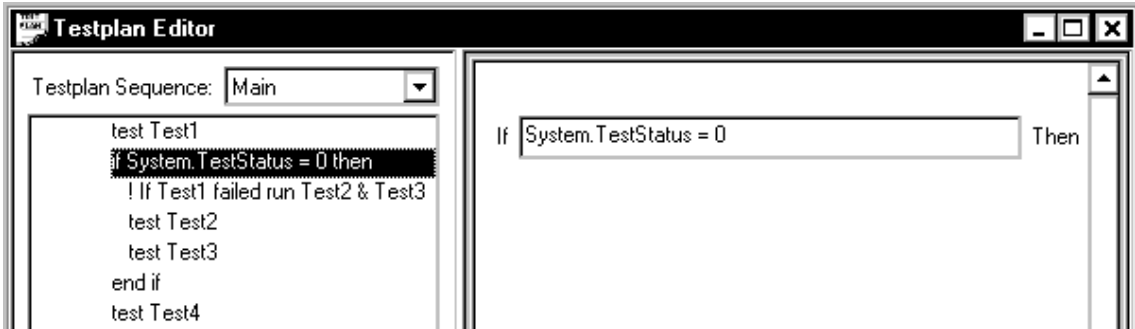 Testplan Editor
Testplan Sequence: Main
test Test1
if System.TestStatus = 0 then
! If Test1 failed run Test2 & Test3
test Test2
test Test3
end if
test Test4
If System.TestStatus = 0 Then